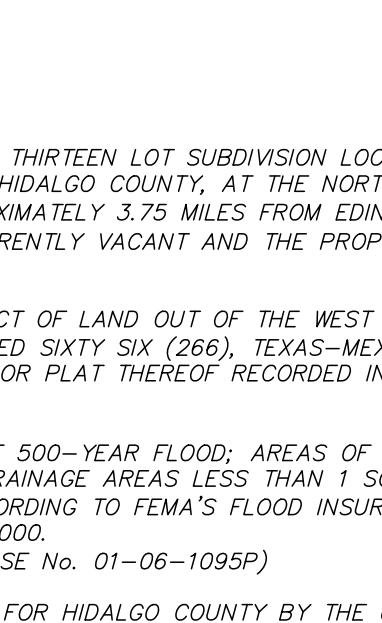 THIRTEEN LOT SUBDIVISION LOC
HIDALGO COUNTY, AT THE NORT
XIMATELY 3.75 MILES FROM EDIN
RENTLY VACANT AND THE PROP
CT OF LAND OUT OF THE WEST
ED SIXTY SIX (266), TEXAS-MEX
OR PLAT THEREOF RECORDED IN
500-YEAR FLOOD; AREAS OF
RAINAGE AREAS LESS THAN 1 SQ
ORDING TO FEMA'S FLOOD INSUR
000.
SE No. 01-06-1095P)
FOR HIDALGO COUNTY BY THE